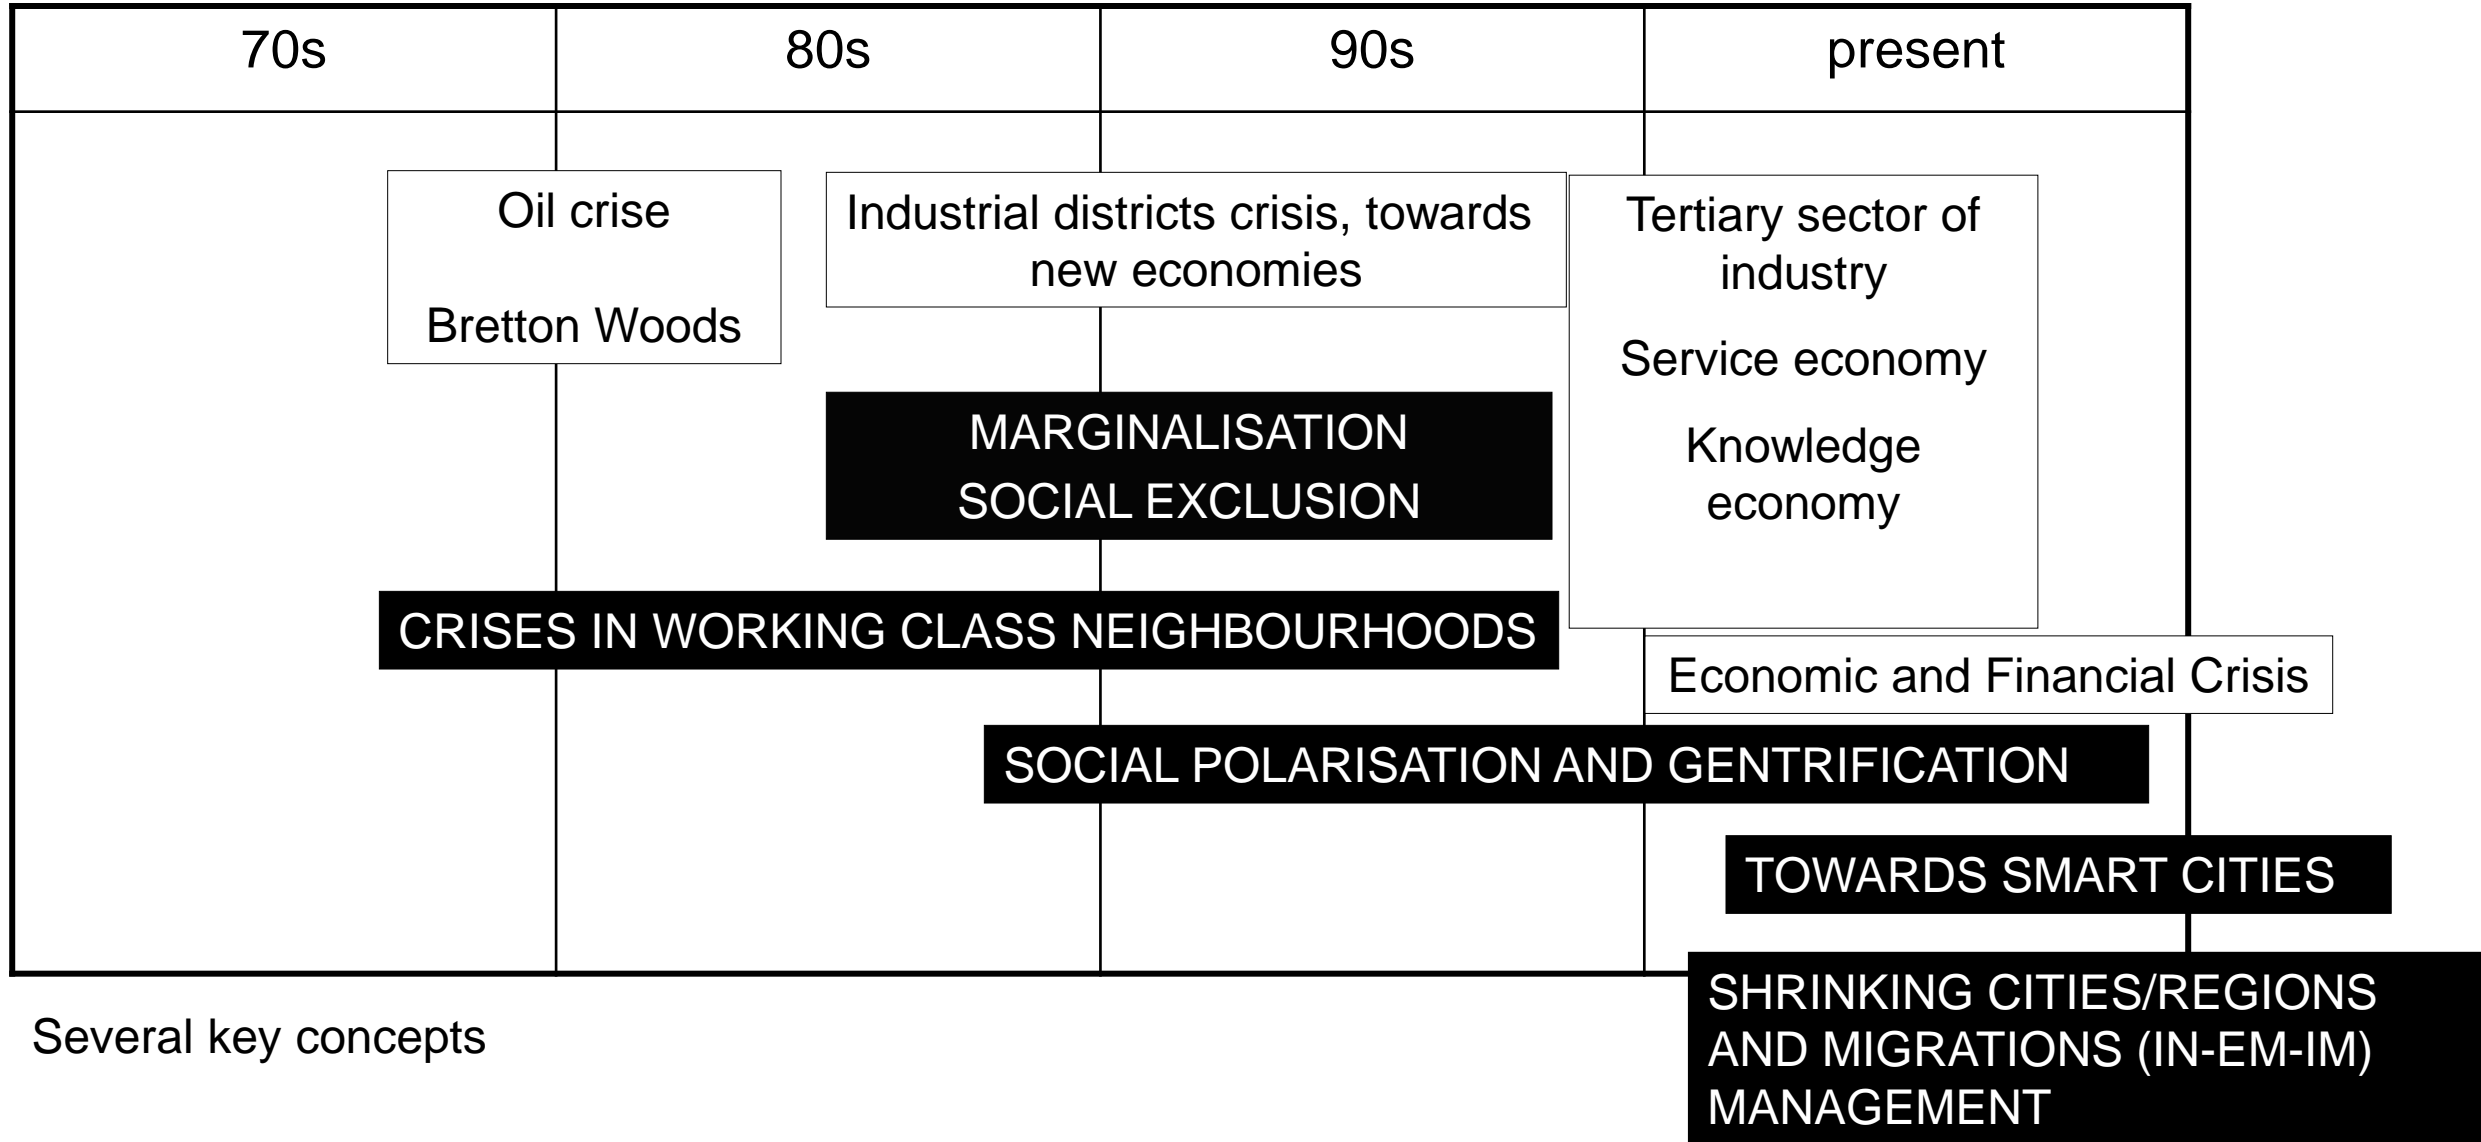 70s
80s
90s
present
Oil crise
Bretton Woods
Industrial districts crisis, towards
new economies
Tertiary sector of
industry
Service economy
Knowledge
economy
MARGINALISATION
SOCIAL EXCLUSION
CRISES IN WORKING CLASS NEIGHBOURHOODS
Economic and Financial Crisis
SOCIAL POLARISATION AND GENTRIFICATION
TOWARDS SMART CITIES
SHRINKING CITIES/REGIONS
AND MIGRATIONS (IN-EM-IM)
MANAGEMENT
Several key concepts